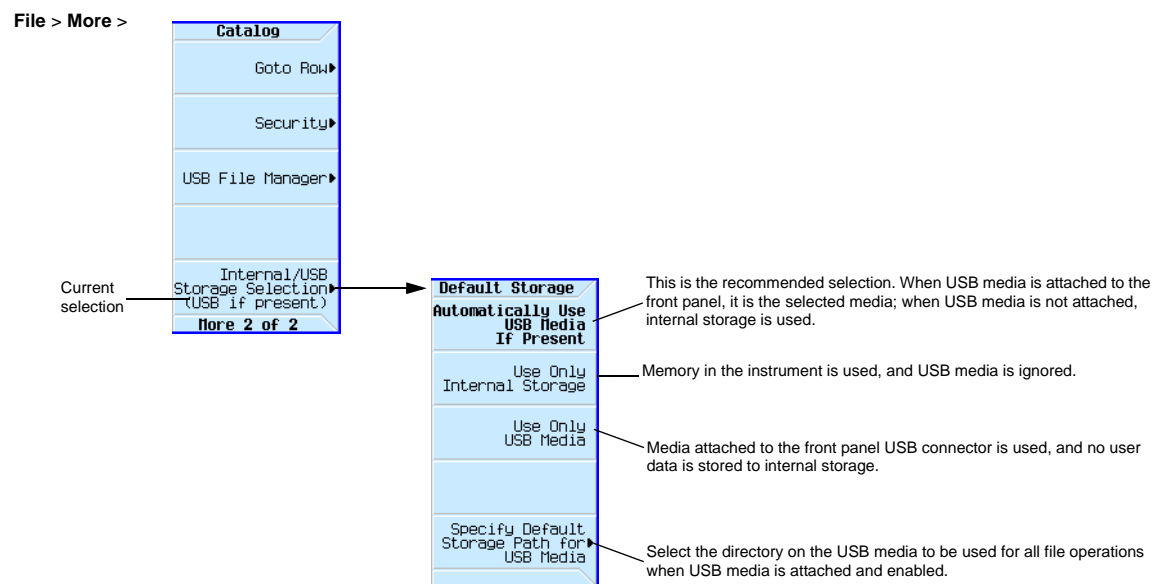 File > More >
Catalog
Goto Row
Security
USB File Manager
Internal/USB
Storage Selection
(USB if present)
More 2 of 2
Current
selection
Default Storage
Automatically Use
USB Media
If Present
Use Only
Internal Storage
Use Only
USB Media
Specify Default
Storage Path for
USB Media
This is the recommended selection. When USB media is attached to the
front panel, it is the selected media; when USB media is not attached,
internal storage is used.
Memory in the instrument is used, and USB media is ignored.
Media attached to the front panel USB connector is used, and no user
data is stored to internal storage.
Select the directory on the USB media to be used for all file operations
when USB media is attached and enabled.